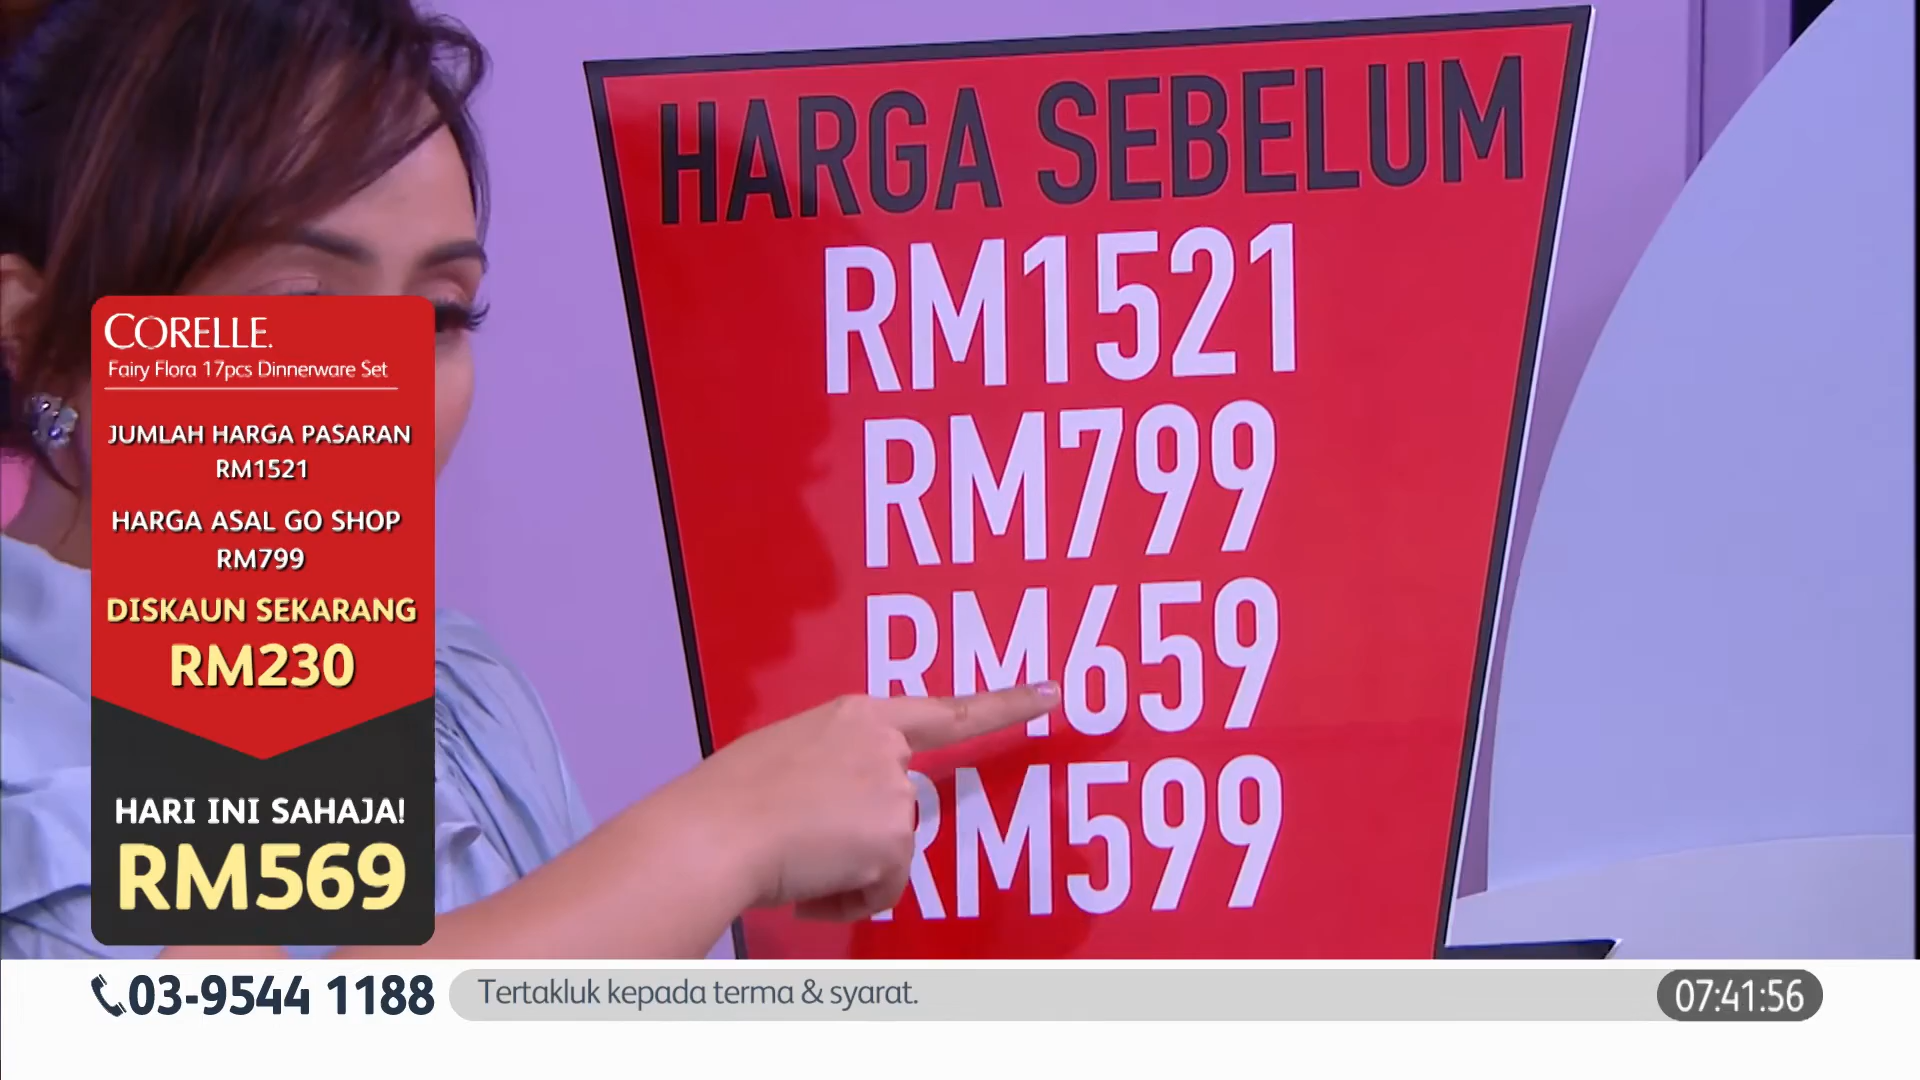 HARGA SEBELUM
RM1521
RM799
RM659
RM599
CORELLE.
Fairy Flora 17pcs Dinnerware Set
JUMLAH HARGA PASARAN
RM1521
HARGA ASAL GO SHOP
RM799
DISKAUN SEKARANG
RM230
HARI INI SAHAJA!
RM569
03-9544 1188
Tertakluk kepada terma & syarat.
07:41:56